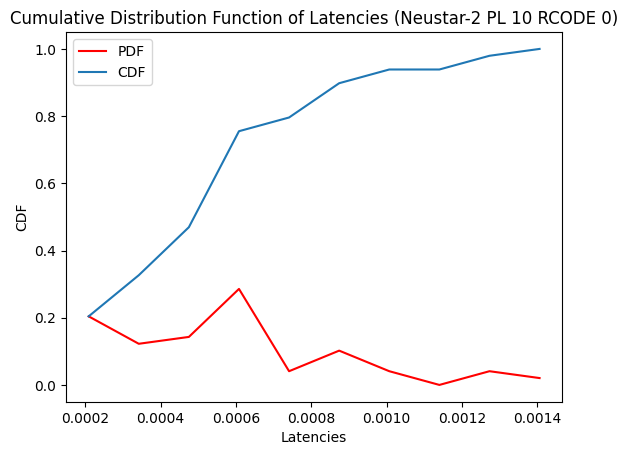 Cumulative Distribution Function of Latencies (Neustar-2 PL 10 RCODE 0)
PDF
CDF
1.0
0.8
0.6
0.4
0.2
0.0
CDF
0.0002 0.0004 0.0006 0.0008 0.0010 0.0012 0.0014
Latencies